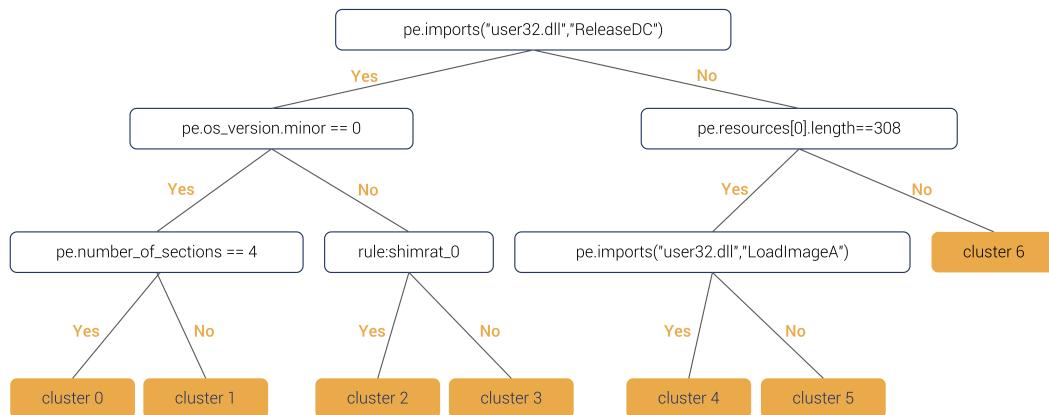 pe.imports("user32.dll","ReleaseDC")
Yes
No
pe.os_version.minor == 0
pe.resources[0].length==308
Yes
No
Yes
No
pe.number_of_sections == 4
rule:shimrat_0
pe.imports("user32.dll","LoadImageA")
cluster 6
Yes
No
Yes
No
Yes
No
cluster 0
cluster 1
cluster 2
cluster 3
cluster 4
cluster 5